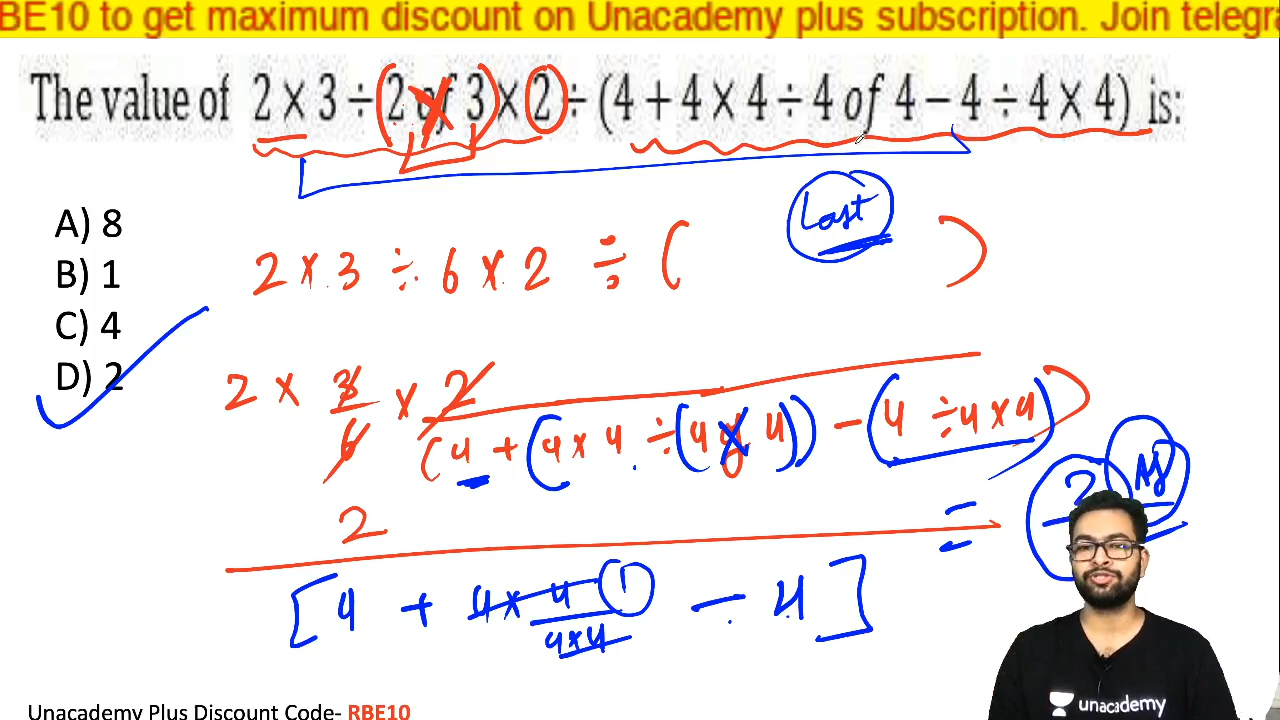 BE10 to get maximum discount on Unacademy plus subscription. Join telegra
The value of 2 × 3 ÷ (2 of 3) × 2 ÷ (4 + 4 × 4 ÷ 4 of 4 − 4 ÷ 4 × 4) is:
Last
A) 8
B) 1
C) 4
D) 2
2 × 3 ÷ 6 × 2 ÷ ( )
2 × 3/6 × 2
(4 + (4 × 4 ÷ (4 × 4)) − (4 ÷ 4 × 4))
2
= 2
[4 + 4 × 4/4×4 1 − 4]
unacademy
Unacademy Plus Discount Code- RBE10